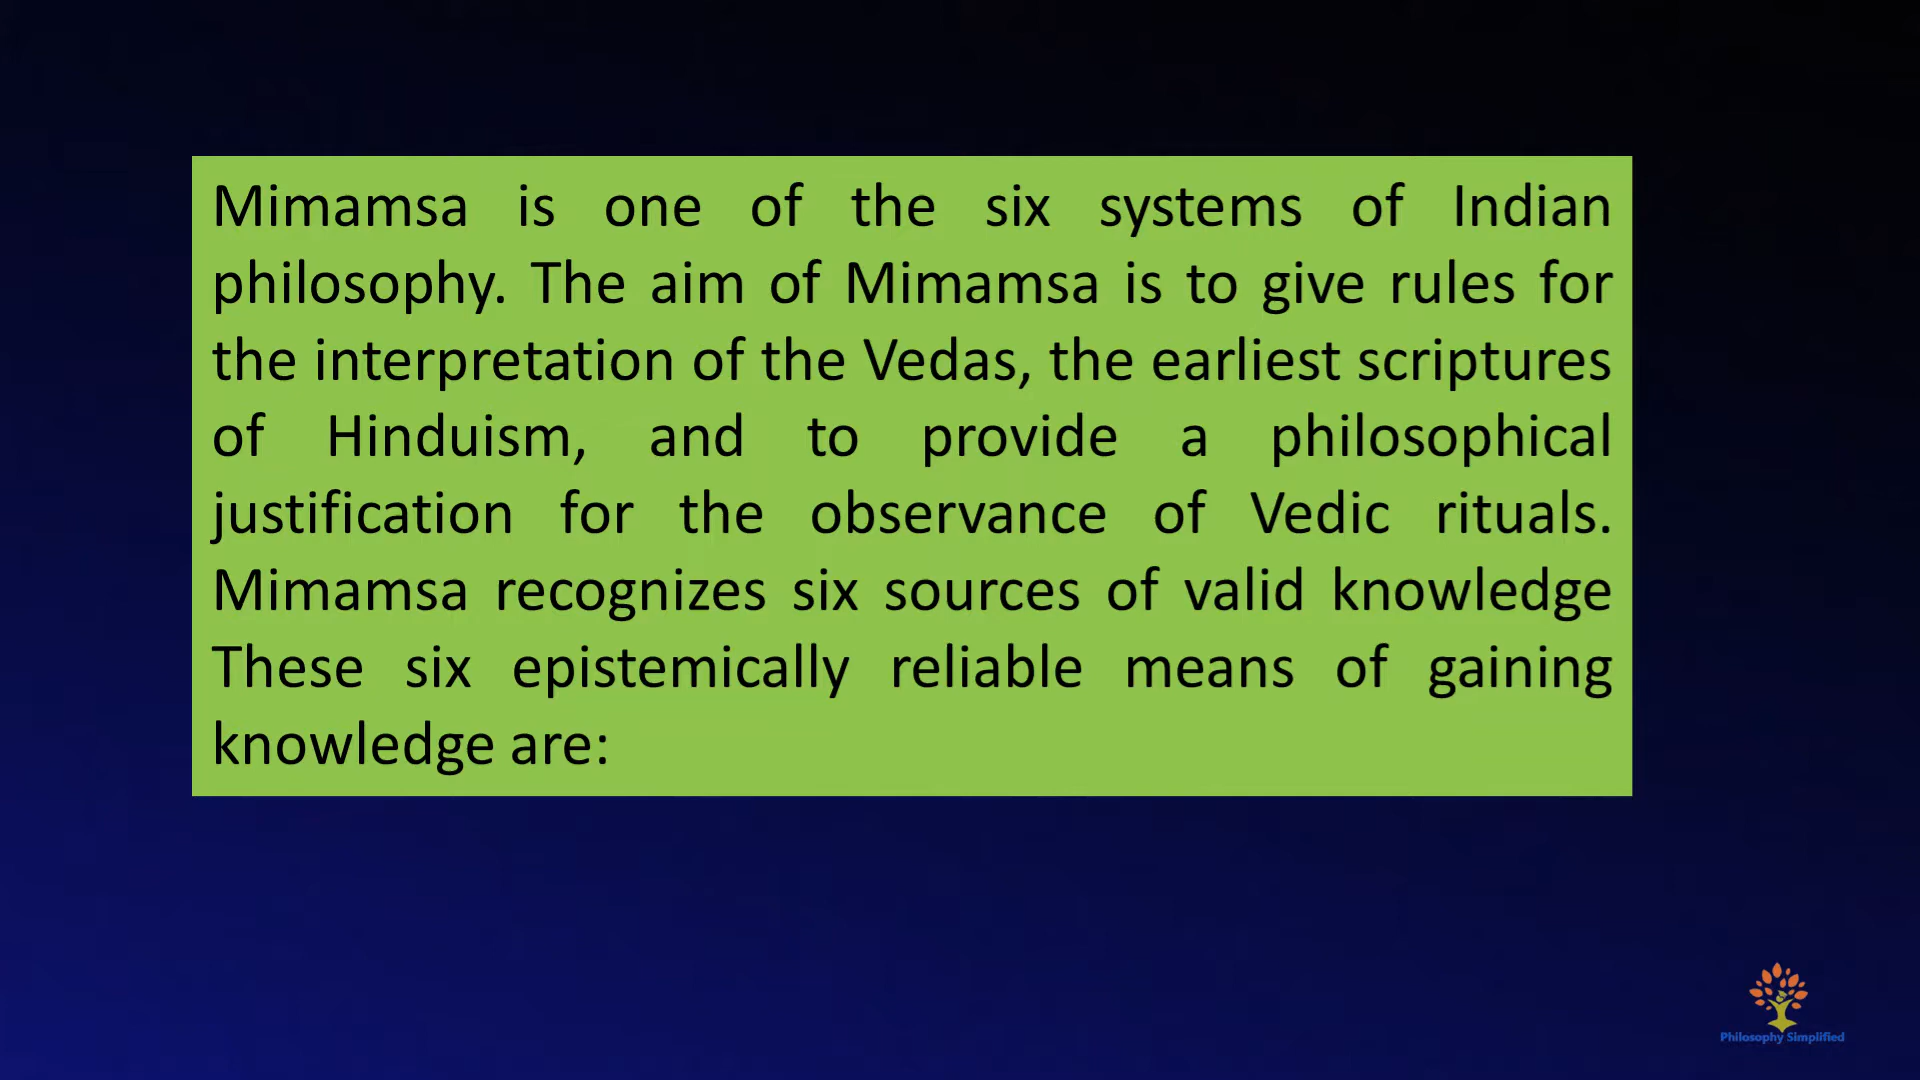 Mimamsa is one of the six systems of Indian
philosophy. The aim of Mimamsa is to give rules for
the interpretation of the Vedas, the earliest scriptures
of Hinduism, and to provide a philosophical
justification for the observance of Vedic rituals.
Mimamsa recognizes six sources of valid knowledge
These six epistemically reliable means of gaining
knowledge are:
Philosophy Simplified